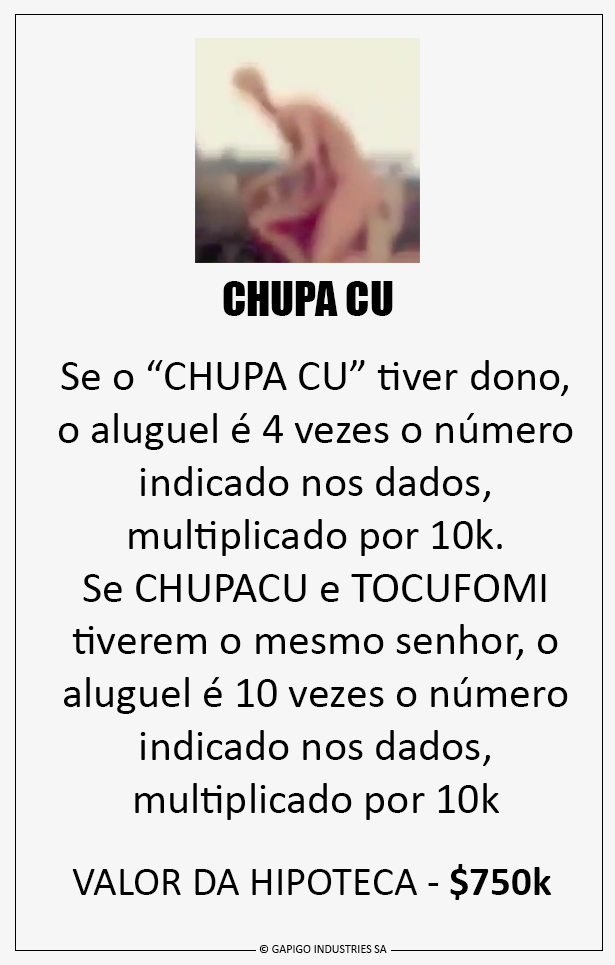 CHUPA CU
Se o “CHUPA CU” tiver dono,
o aluguel é 4 vezes o número
indicado nos dados,
multiplicado por 10k.
Se CHUPACU e TOCUFOMI
tiverem o mesmo senhor, o
aluguel é 10 vezes o número
indicado nos dados,
multiplicado por 10k
VALOR DA HIPOTECA - $750k
© GAPIGO INDUSTRIES SA